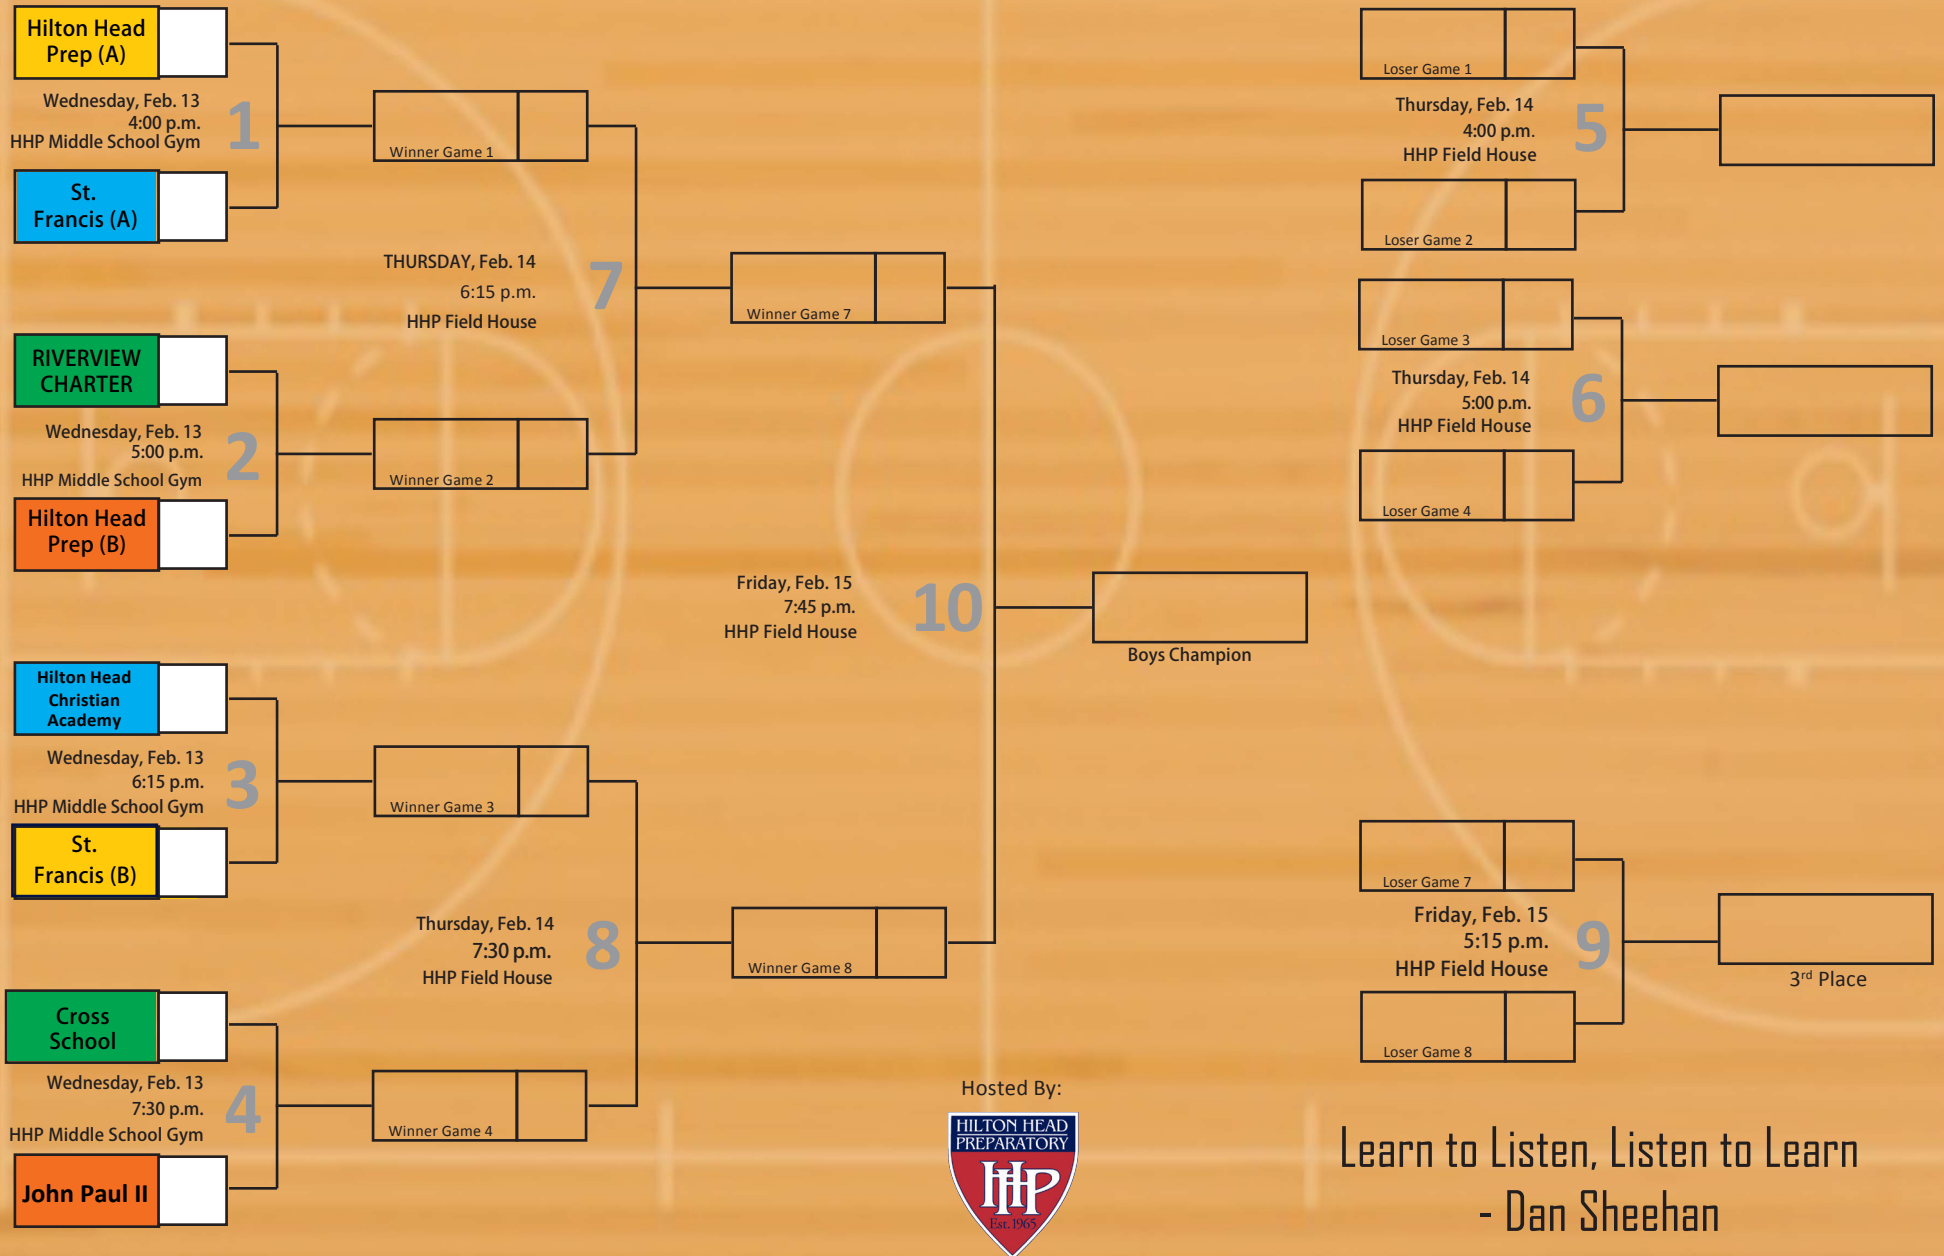 Hilton Head
Prep (A)
Wednesday, Feb. 13
4:00 p.m.
HHP Middle School Gym
1
St.
Francis (A)
Winner Game 1
THURSDAY, Feb. 14
6:15 p.m.
HHP Field House
7
RIVERVIEW
CHARTER
Wednesday, Feb. 13
5:00 p.m.
HHP Middle School Gym
2
Hilton Head
Prep (B)
Winner Game 2
Winner Game 7
Hilton Head
Christian
Academy
Wednesday, Feb. 13
6:15 p.m.
HHP Middle School Gym
3
St.
Francis (B)
Winner Game 3
Thursday, Feb. 14
7:30 p.m.
HHP Field House
8
Cross
School
Wednesday, Feb. 13
7:30 p.m.
HHP Middle School Gym
4
John Paul II
Winner Game 4
Winner Game 8
Friday, Feb. 15
7:45 p.m.
HHP Field House
10
Boys Champion
Loser Game 1
Thursday, Feb. 14
4:00 p.m.
HHP Field House
5
Loser Game 2
Loser Game 3
Thursday, Feb. 14
5:00 p.m.
HHP Field House
6
Loser Game 4
Loser Game 7
Friday, Feb. 15
5:15 p.m.
HHP Field House
9
Loser Game 8
3rd Place
Hosted By:
HILTON HEAD
PREPARATORY
HHP
Est. 1965
Learn to Listen, Listen to Learn
- Dan Sheehan